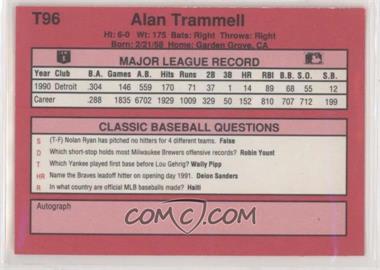 T96
Alan Trammell
Ht: 6-0 Wt: 175 Bats: Right Throws: Right
Born: 2/21/58 Home: Garden Grove, CA
MAJOR LEAGUE RECORD
Year Club B.A. Games A.B. Hits Runs 2B 3B HR RBI B.B. S.O. S.B.
1990 Detroit .304 146 559 170 71 37 1 14 89 68 55 12
Career .288 1835 6702 1929 1009 329 50 152 810 707 712 199
CLASSIC BASEBALL QUESTIONS
S (T-F) Nolan Ryan has pitched no hitters for 4 different teams. False
D Which short-stop holds most Milwaukee Brewers offensive records? Robin Yount
T Which Yankee played first base before Lou Gehrig? Wally Pipp
HR Name the Braves leadoff hitter on opening day 1991. Deion Sanders
R In what country are official MLB baseballs made? Haiti
Autograph
COMC